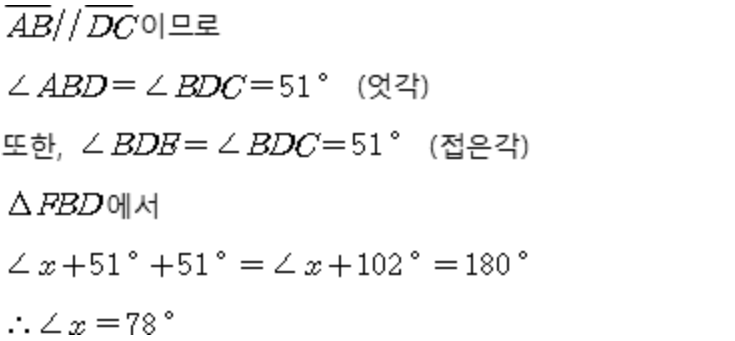 AB//DC이므로
∠ABD=∠BDC=51° (엇각)
또한, ∠BDE=∠BDC=51° (접은각)
△FBD에서
∠x+51°+51°=∠x+102°=180°
∴∠x=78°